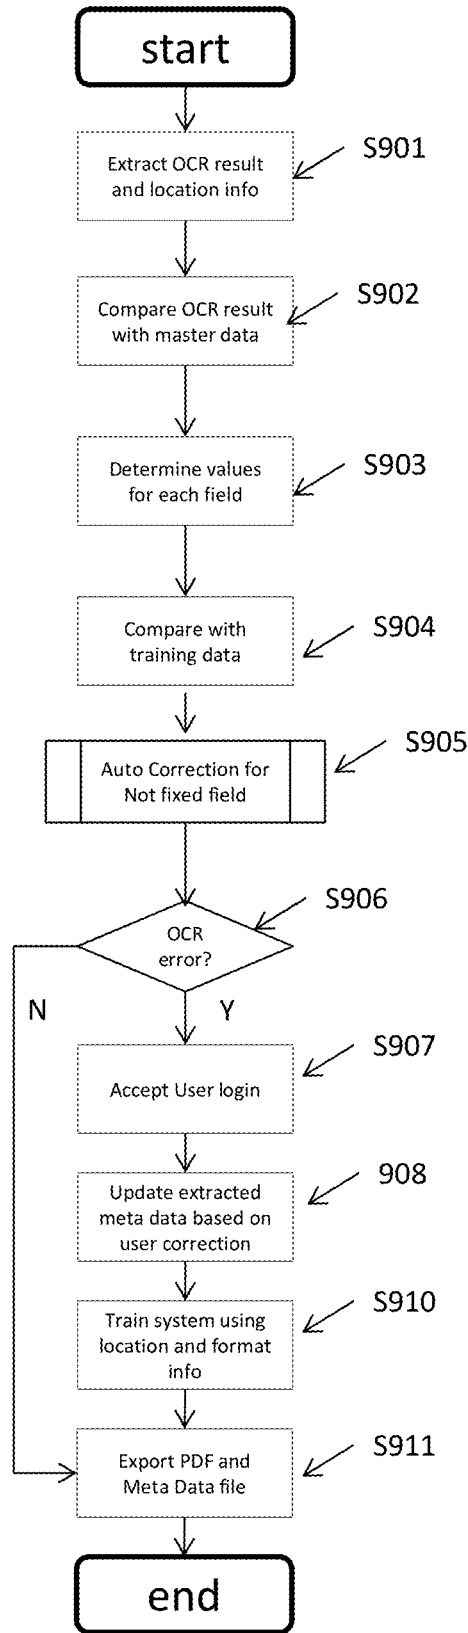 start
S901
Extract OCR result
and location info
S902
Compare OCR result
with master data
S903
Determine values
for each field
S904
Compare with
training data
S905
Auto Correction for
Not fixed field
S906
OCR
error?
N
Y
S907
Accept User login
908
Update extracted
meta data based on
user correction
S910
Train system using
location and format
info
S911
Export PDF and
Meta Data file
end